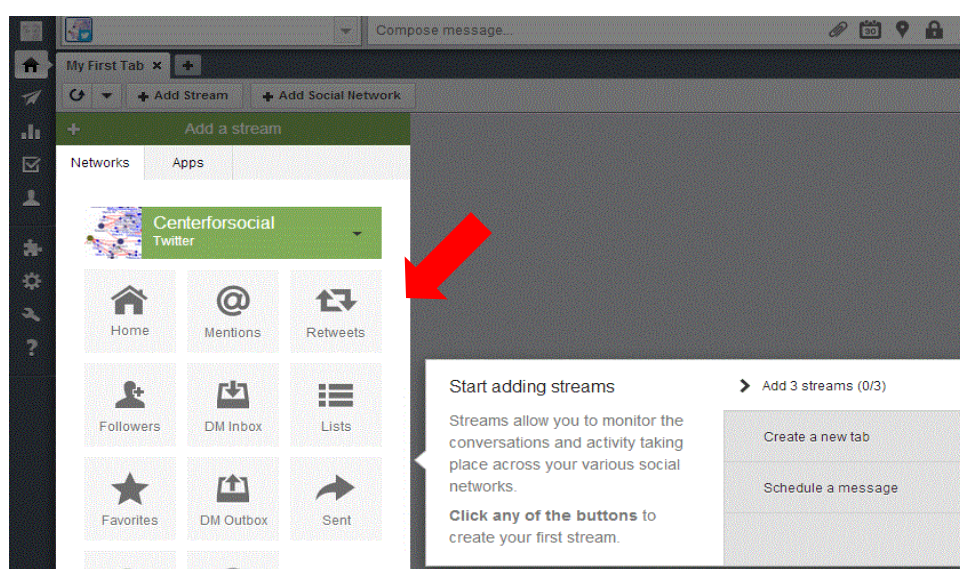 Compose message...
30
My First Tab × +
+ Add Stream + Add Social Network
+ Add a stream
Networks Apps
Centerforsocial
Twitter
Home Mentions Retweets
Followers DM Inbox Lists
Favorites DM Outbox Sent
?
Start adding streams
Streams allow you to monitor the
conversations and activity taking
place across your various social
networks.
Click any of the buttons to
create your first stream.
Add 3 streams (0/3)
Create a new tab
Schedule a message